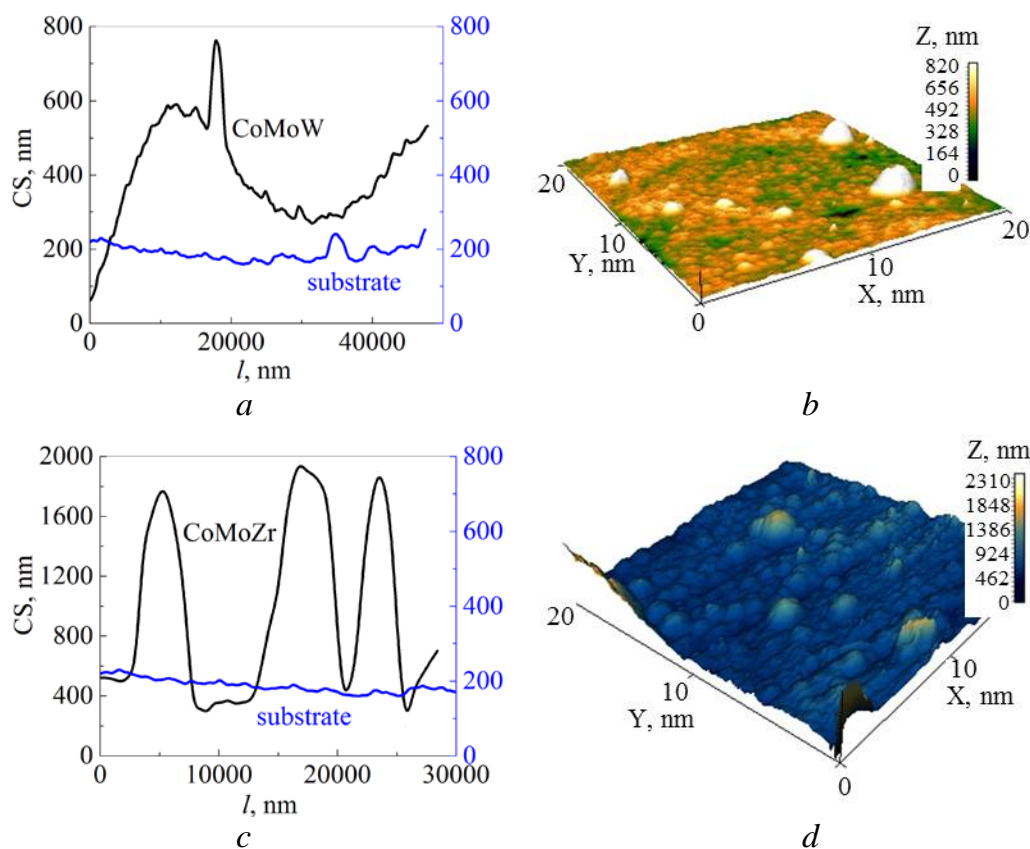 CS, nm
800
600
400
200
0
CoMoW
substrate
800
600
400
200
0
0 20000 40000
l, nm
a
Z, nm
820
656
492
328
164
0
20
10
Y, nm
0
X, nm
10
20
b
CS, nm
2000
1600
1200
800
400
0
CoMoZr
substrate
800
600
400
200
0
0 10000 20000 30000
l, nm
c
Z, nm
2310
1848
1386
924
462
0
20
10
Y, nm
0
X, nm
10
d